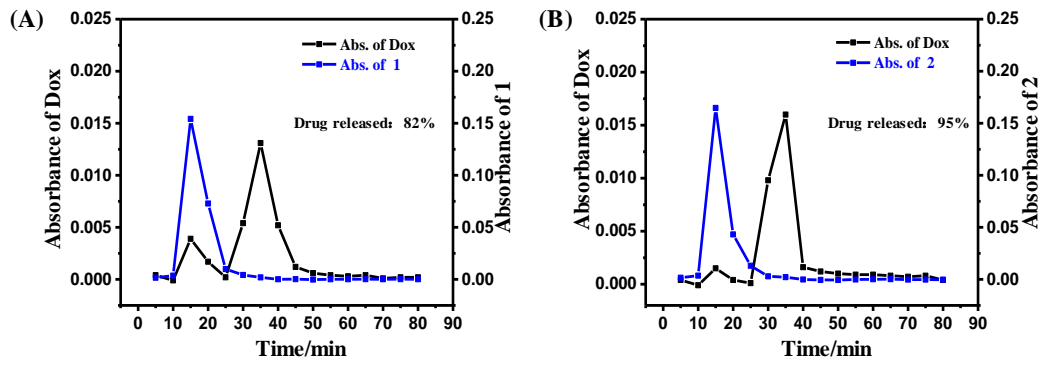 (A)
0.025
0.020
0.015
0.010
0.005
0.000
Absorbance of Dox
0.25
0.20
0.15
0.10
0.05
0.00
Absorbance of 1
Abs. of Dox
Abs. of 1
Drug released: 82%
0 10 20 30 40 50 60 70 80 90
Time/min
(B)
0.025
0.020
0.015
0.010
0.005
0.000
Absorbance of Dox
0.25
0.20
0.15
0.10
0.05
0.00
Absorbance of 2
Abs. of Dox
Abs. of 2
Drug released: 95%
0 10 20 30 40 50 60 70 80 90
Time/min